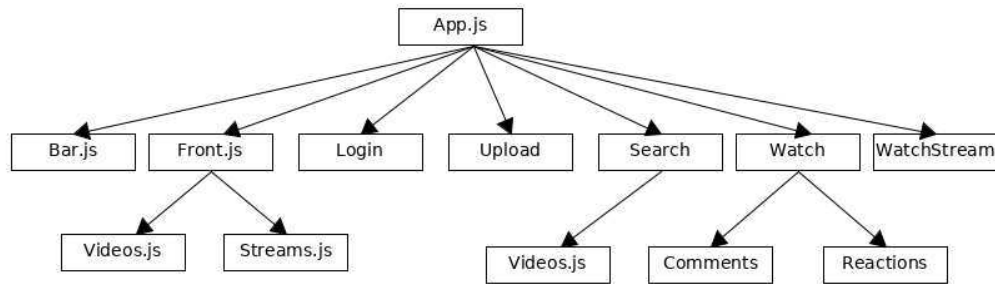 App.js
Bar.js
Front.js
Login
Upload
Search
Watch
WatchStream
Videos.js
Streams.js
Videos.js
Comments
Reactions